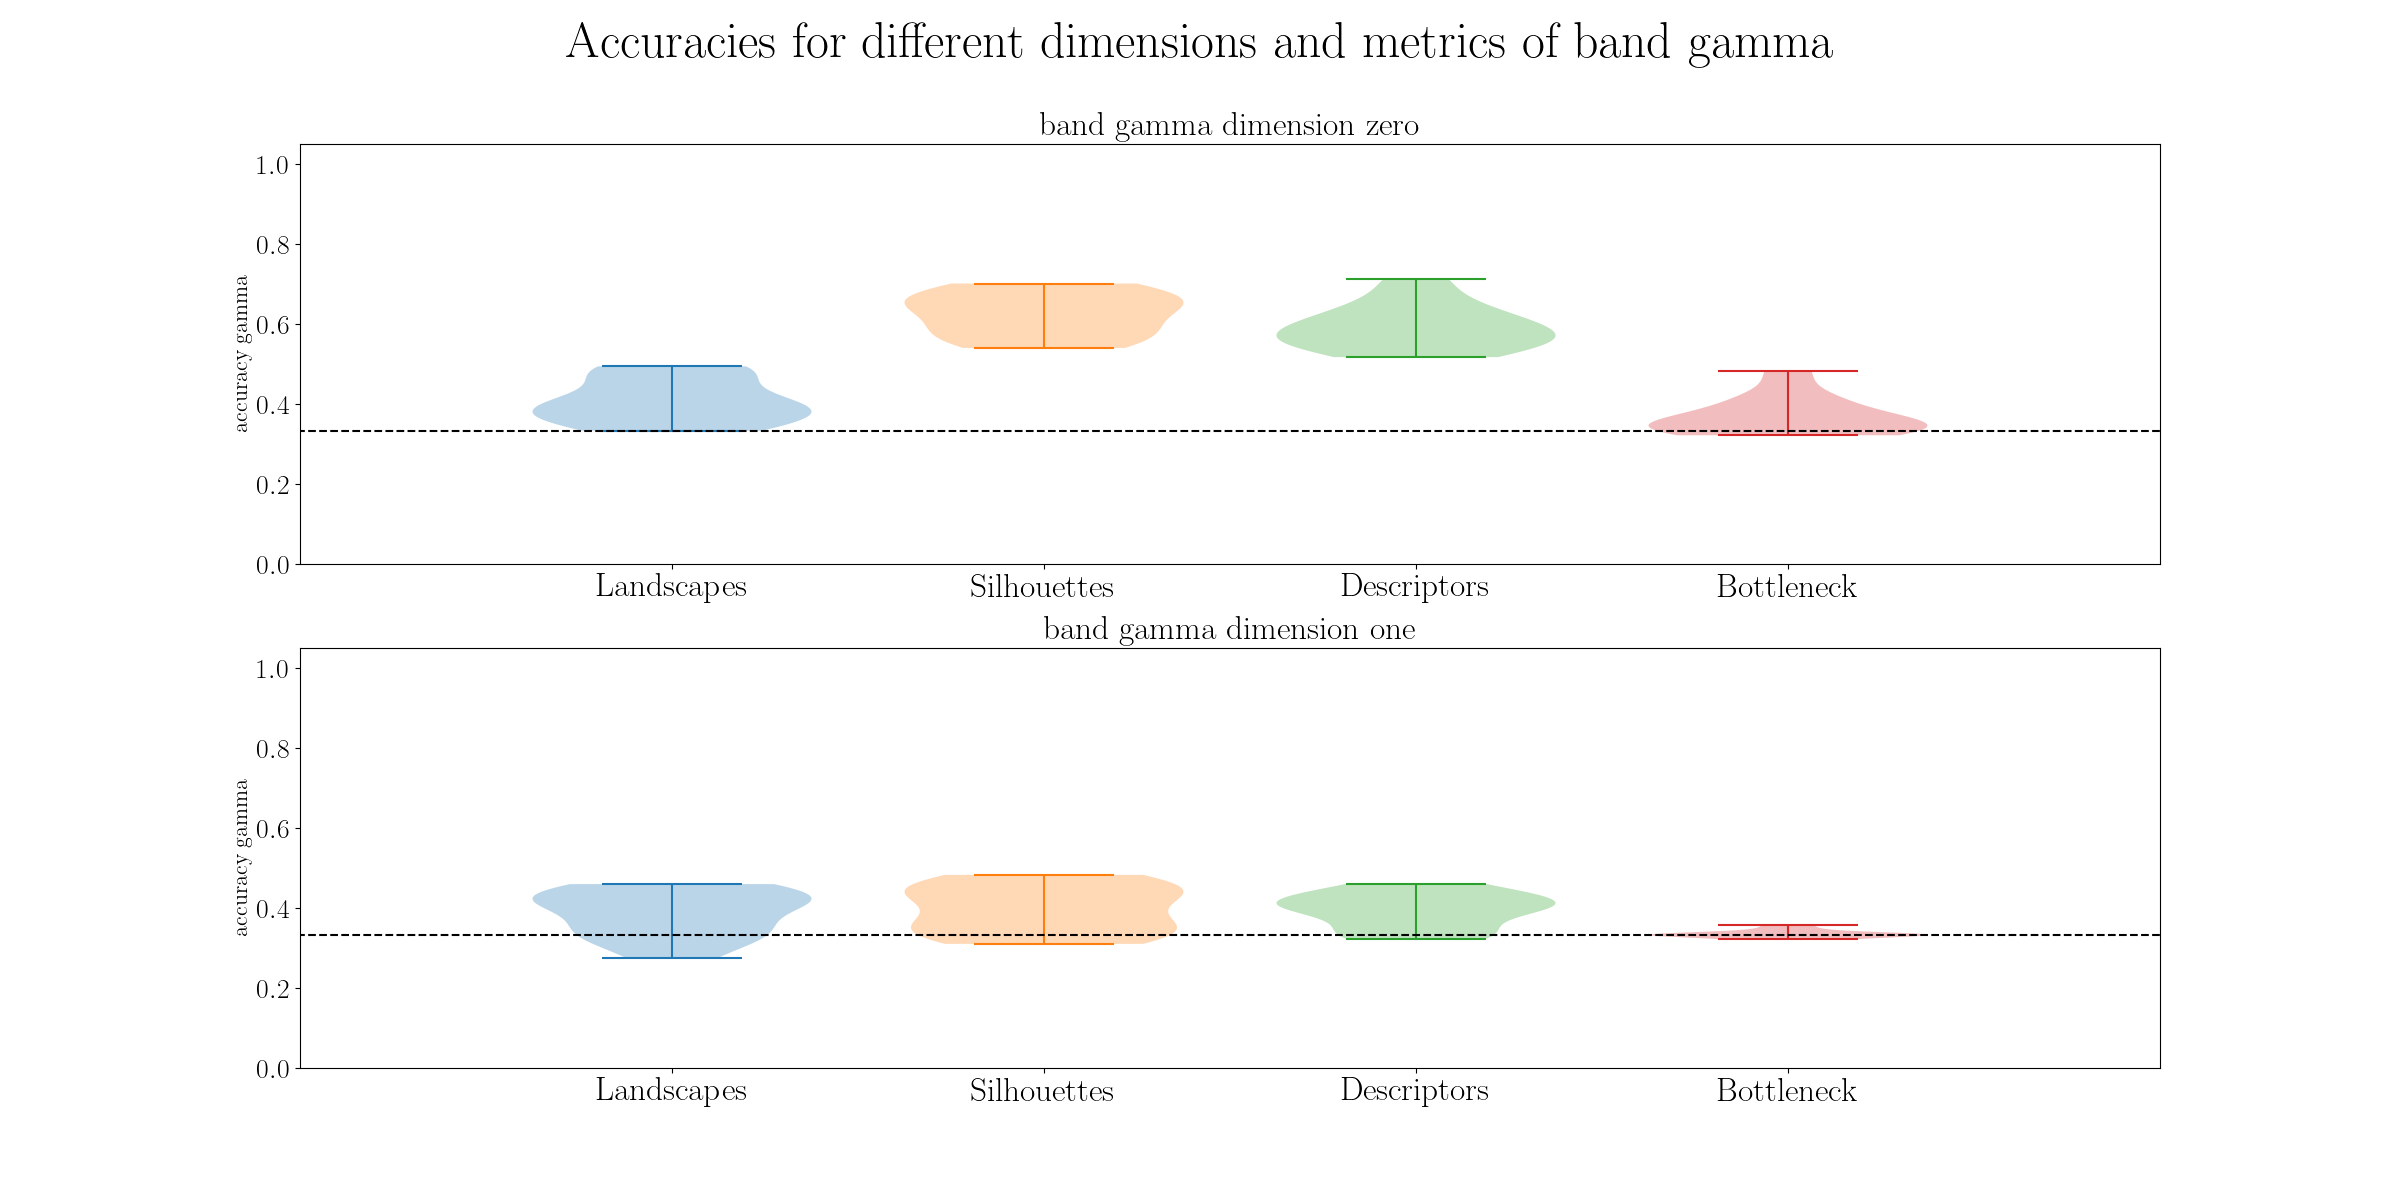 Accuracies for different dimensions and metrics of band gamma
band gamma dimension zero
accuracy gamma
1.0
0.8
0.6
0.4
0.2
0.0
Landscapes Silhouettes Descriptors Bottleneck
band gamma dimension one
accuracy gamma
1.0
0.8
0.6
0.4
0.2
0.0
Landscapes Silhouettes Descriptors Bottleneck